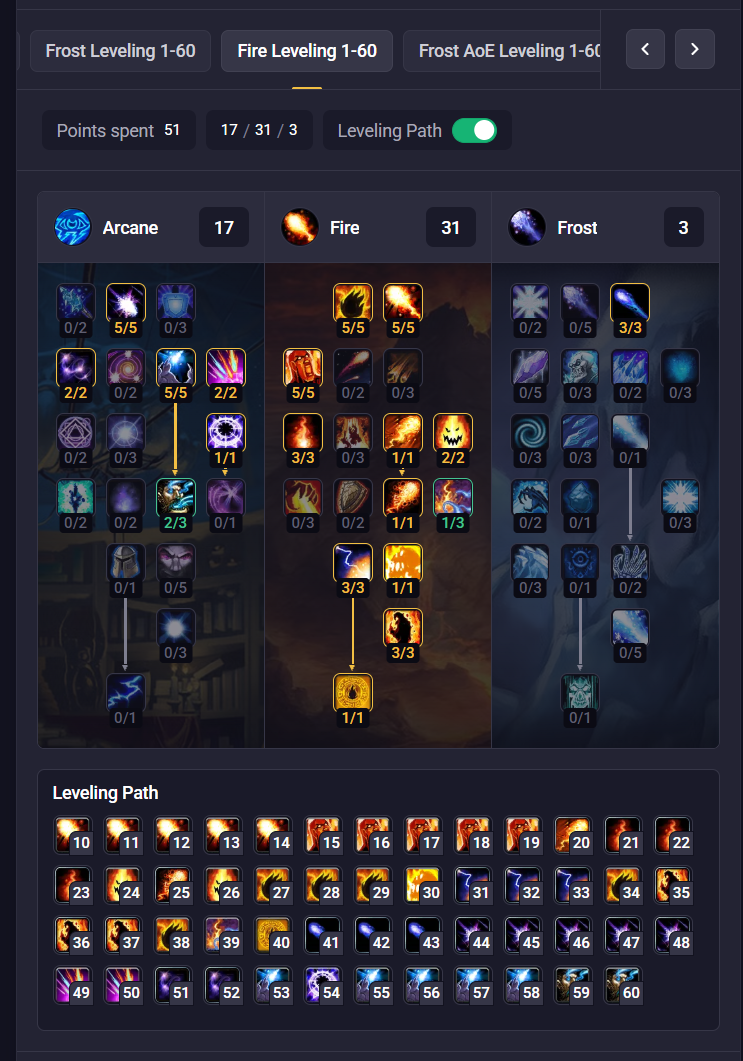 Frost Leveling 1-60 Fire Leveling 1-60 Frost AoE Leveling 1-60
Points spent 51 17 / 31 / 3 Leveling Path
Arcane 17 Fire 31 Frost 3
0/2 5/5 0/3 5/5 5/5 0/2 0/5 3/3
2/2 0/2 5/5 2/2 5/5 0/2 0/3 0/5 0/3 0/2 0/3
0/2 0/3 1/1 3/3 0/3 1/1 2/2 0/3 0/3 0/1
0/2 0/2 2/3 0/1 0/3 0/2 1/1 1/3 0/2 0/1 0/3
0/1 0/5 3/3 1/1 0/3 0/1 0/2
0/3 3/3 0/5
0/1 1/1 0/1
Leveling Path
10 11 12 13 14 15 16 17 18 19 20 21 22
23 24 25 26 27 28 29 30 31 32 33 34 35
36 37 38 39 40 41 42 43 44 45 46 47 48
49 50 51 52 53 54 55 56 57 58 59 60